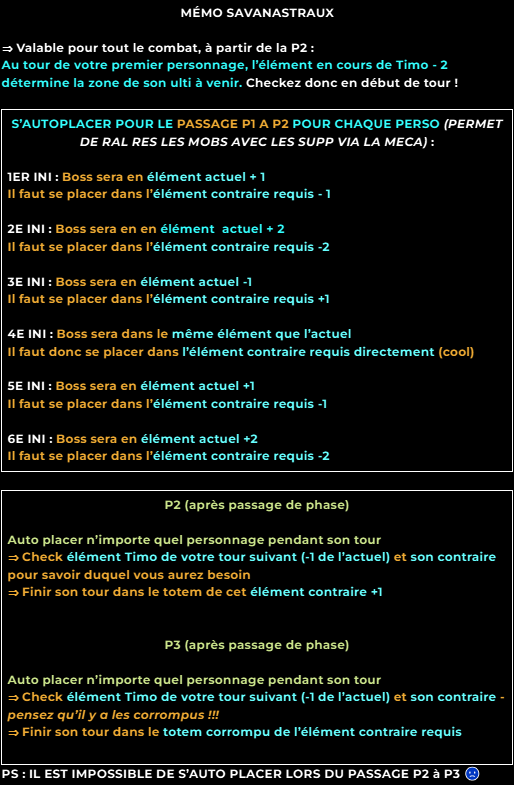 MÉMO SAVANASTRAUX
⇒ Valable pour tout le combat, à partir de la P2 :
Au tour de votre premier personnage, l'élément en cours de Timo - 2
détermine la zone de son ulti à venir. Checkez donc en début de tour !
S'AUTOPLACER POUR LE PASSAGE P1 A P2 POUR CHAQUE PERSO (PERMET
DE RAL RES LES MOBS AVEC LES SUPP VIA LA MECA) :
1ER INI : Boss sera en en élément actuel + 1
Il faut se placer dans l'élément contraire requis - 1
2E INI : Boss sera en en élément  actuel + 2
Il faut se placer dans l'élément contraire requis -2
3E INI : Boss sera en élément actuel -1
Il faut se placer dans l'élément contraire requis +1
4E INI : Boss sera dans le même élément que l'actuel
Il faut donc se placer dans l'élément contraire requis directement (cool)
5E INI : Boss sera en élément actuel +1
Il faut se placer dans l'élément contraire requis -1
6E INI : Boss sera en élément actuel +2
Il faut se placer dans l'élément contraire requis -2
P2 (après passage de phase)
Auto placer n'importe quel personnage pendant son tour
⇒ Check élément Timo de votre tour suivant (-1 de l'actuel) et son contraire
pour savoir duquel vous aurez besoin
⇒ Finir son tour dans le totem de cet élément contraire +1
P3 (après passage de phase)
Auto placer n'importe quel personnage pendant son tour
⇒ Check élément Timo de votre tour suivant (-1 de l'actuel) et son contraire -
pensez qu'il y a les corrompus !!!
⇒ Finir son tour dans le totem corrompu de l'élément contraire requis
PS : IL EST IMPOSSIBLE DE S'AUTO PLACER LORS DU PASSAGE P2 à P3